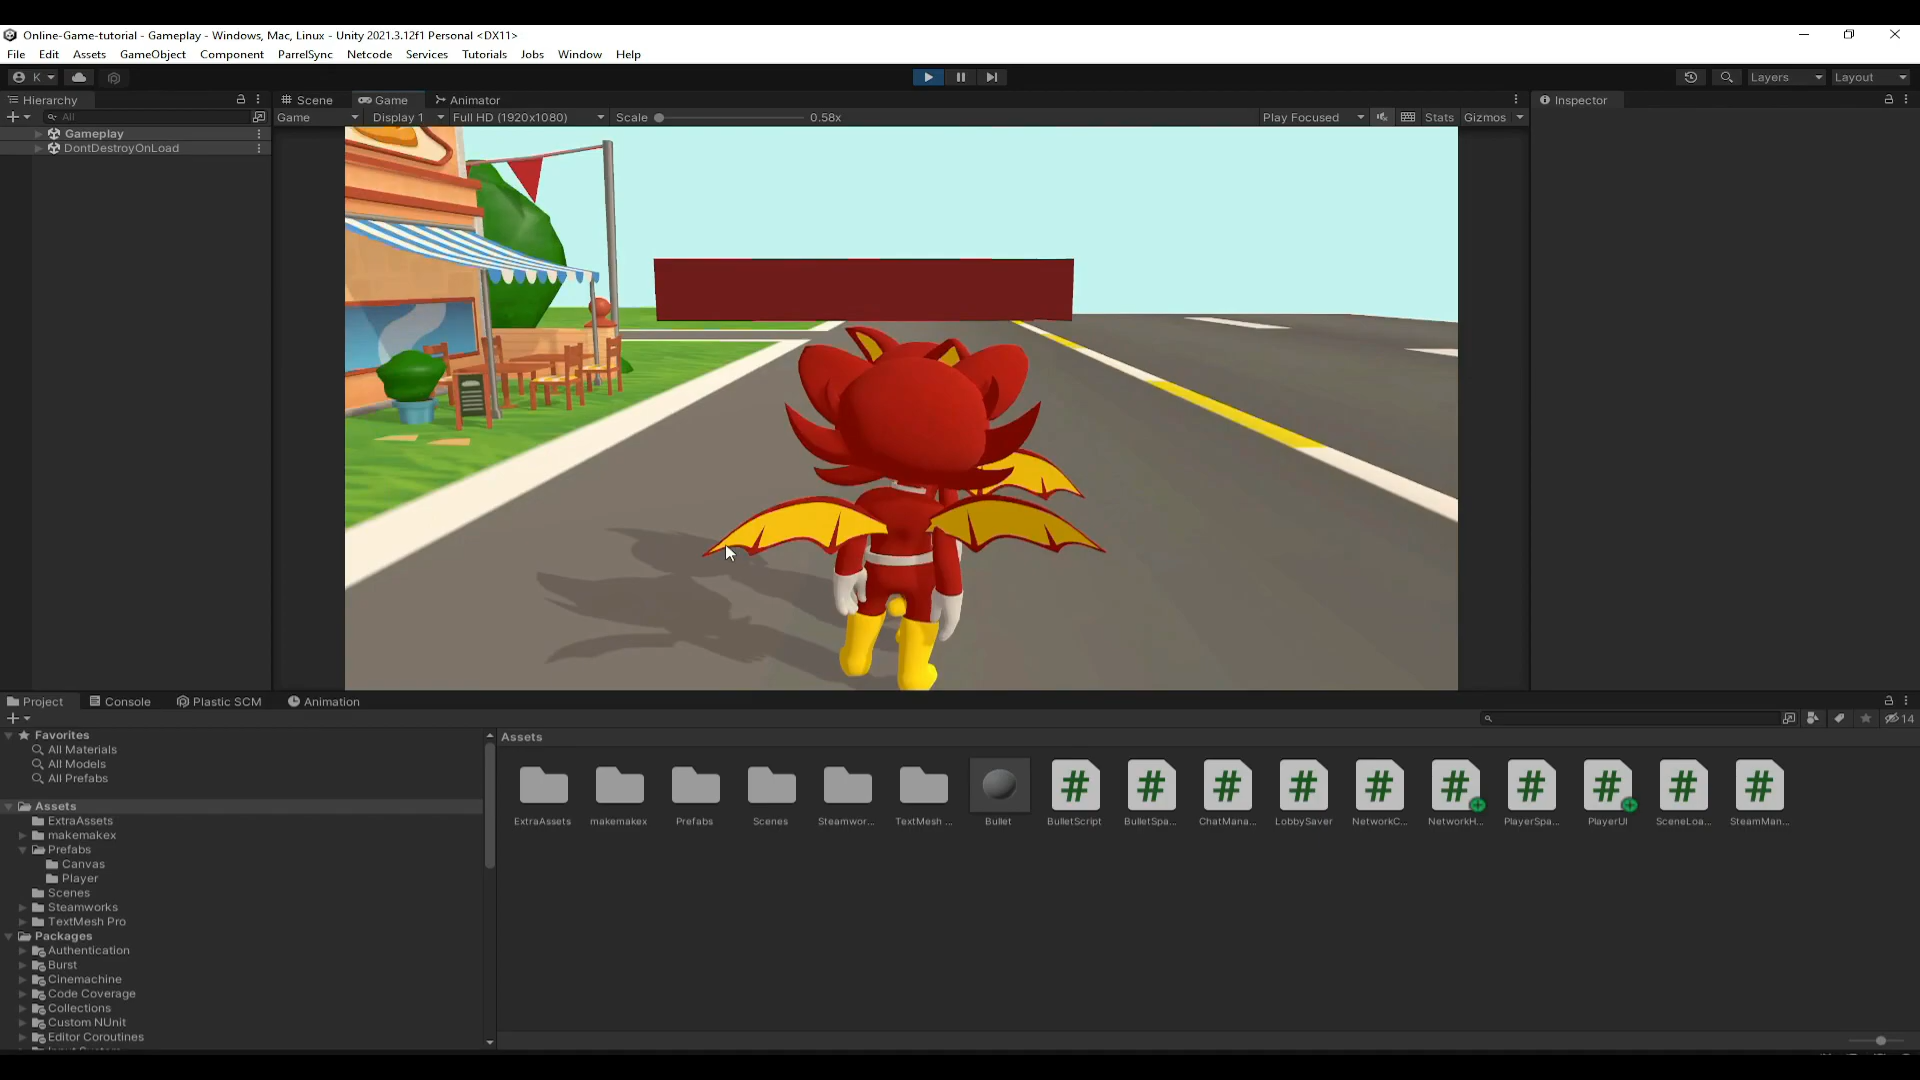 Online-Game-tutorial - Gameplay - Windows, Mac, Linux - Unity 2021.3.12f1 Personal <DX11>
File Edit Assets GameObject Component ParrelSync Netcode Services Tutorials Jobs Window Help
K Layers Layout
Hierarchy Scene Game Animator Inspector
All Game Display 1 Full HD (1920x1080) Scale 0.58x Play Focused Stats Gizmos
Gameplay
DontDestroyOnLoad
Project Console Plastic SCM Animation
14
Favorites
All Materials
All Models
All Prefabs
Assets
ExtraAssets
makemakex
Prefabs
Canvas
Player
Scenes
Steamworks
TextMesh Pro
Packages
Authentication
Burst
Cinemachine
Code Coverage
Collections
Custom NUnit
Editor Coroutines
Assets
ExtraAssets makemakex Prefabs Scenes Steamwor... TextMesh ... Bullet BulletScript BulletSpa... ChatMana... LobbySaver NetworkC... NetworkH... PlayerSpa... PlayerUI SceneLoa... SteamMan...